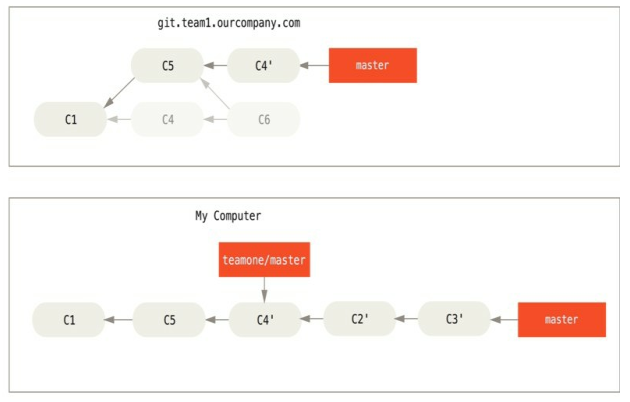 git.team1.ourcompany.com
C5
C4'
master
C1
C4
C6
My Computer
teamone/master
C1
C5
C4'
C2'
C3'
master